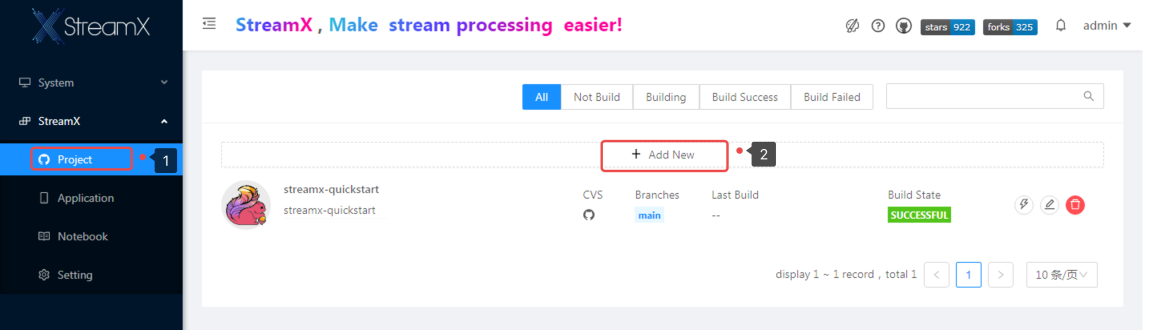 StreamX
StreamX , Make stream processing easier!
stars 922 forks 325 admin
System
StreamX
Project 1
Application
Notebook
Setting
All Not Build Building Build Success Build Failed
+ Add New 2
streamx-quickstart
streamx-quickstart
CVS Branches Last Build Build State
main -- SUCCESSFUL
display 1 ~ 1 record , total 1 < 1 > 10 条/页